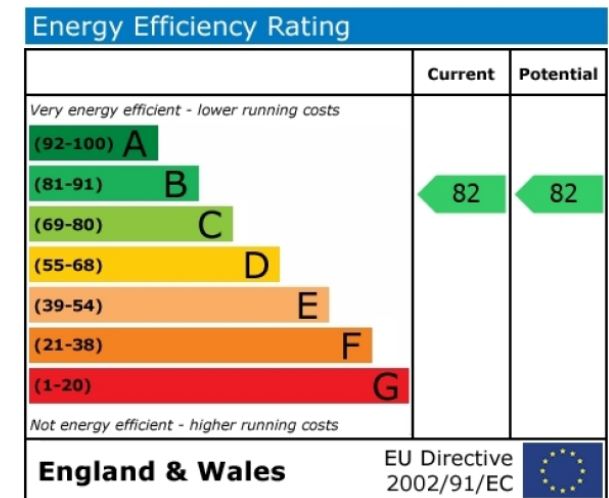 Energy Efficiency Rating
Current Potential
Very energy efficient - lower running costs
(92-100) A
(81-91) B
82 82
(69-80) C
(55-68) D
(39-54) E
(21-38) F
(1-20) G
Not energy efficient - higher running costs
England & Wales
EU Directive
2002/91/EC